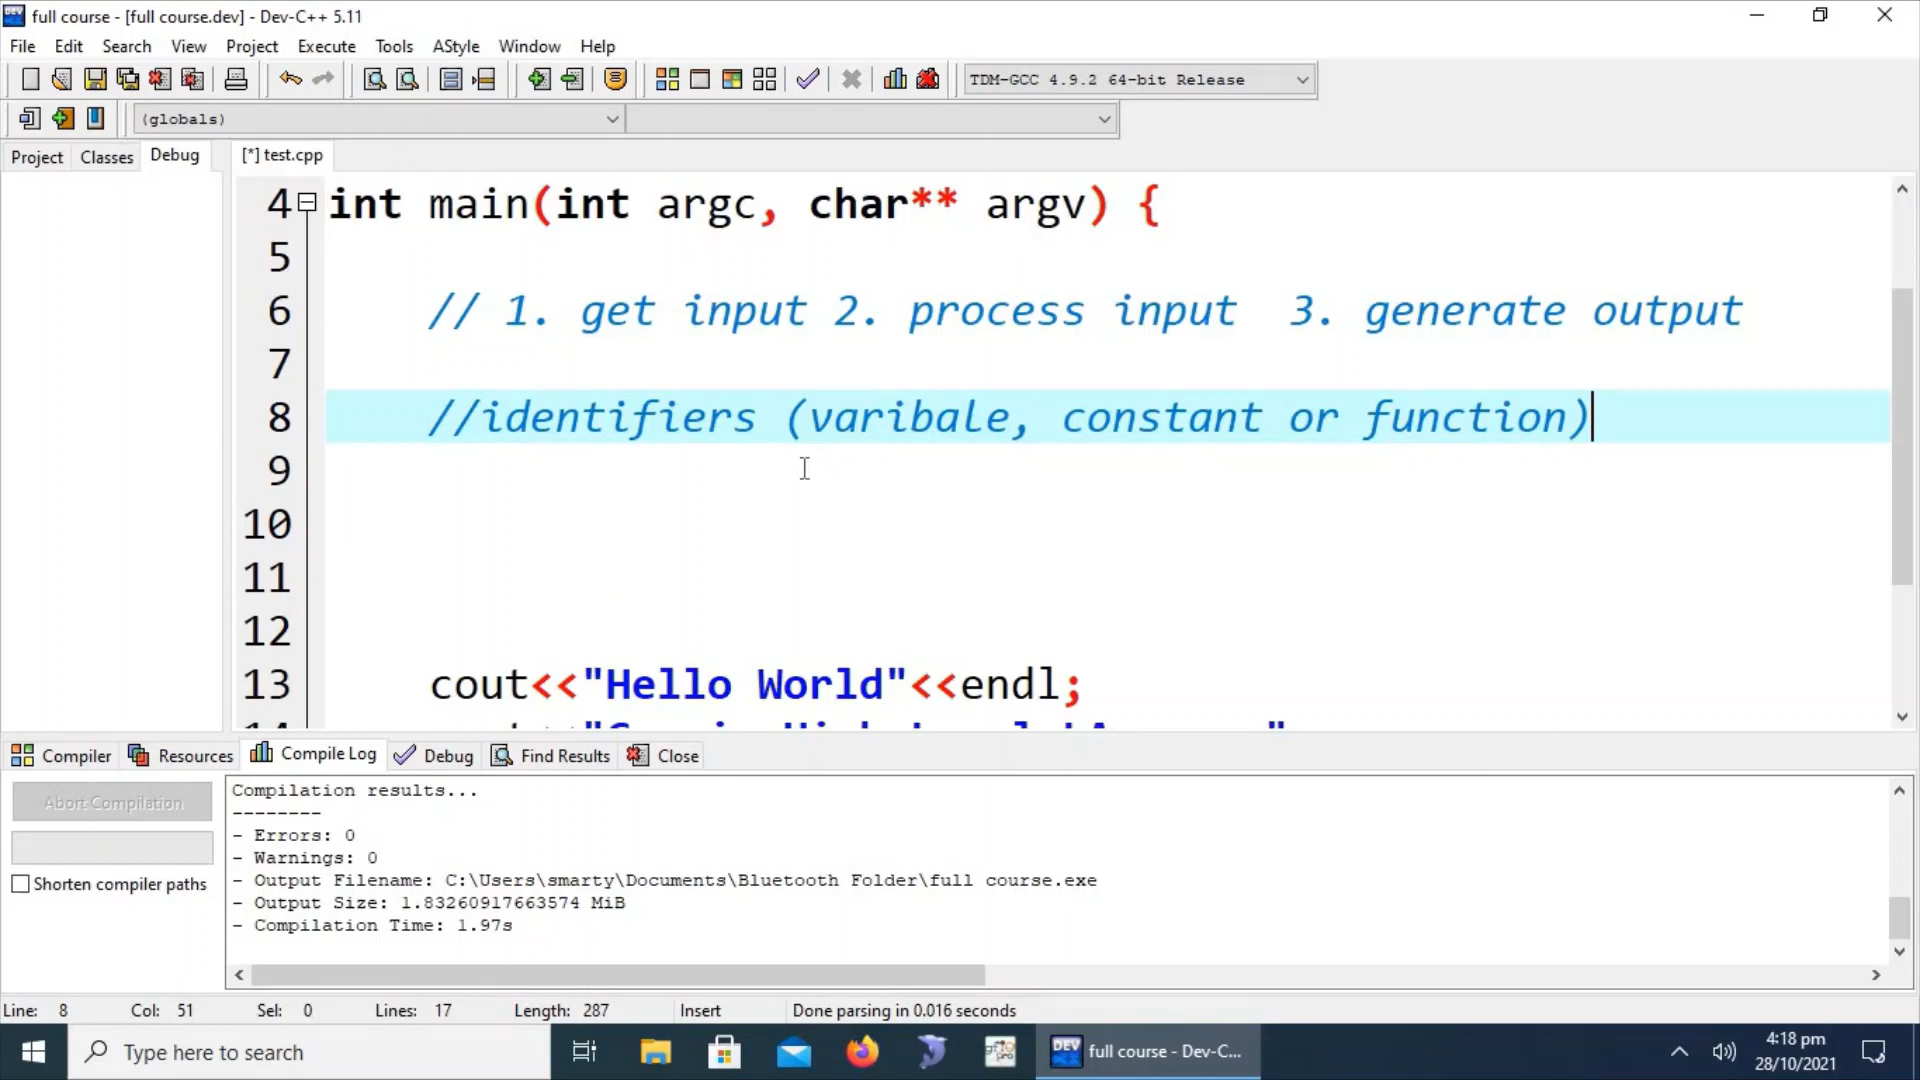 full course - [full course.dev] - Dev-C++ 5.11
File Edit Search View Project Execute Tools AStyle Window Help
TDM-GCC 4.9.2 64-bit Release
(globals)
Project Classes Debug [*] test.cpp
4 int main(int argc, char** argv) {
5
6 // 1. get input 2. process input 3. generate output
7
8 //identifiers (varibale, constant or function)
9
10
11
12
13 cout<<"Hello World"<<endl;
Compiler Resources Compile Log Debug Find Results Close
Abort Compilation
Shorten compiler paths
Compilation results...
--------
- Errors: 0
- Warnings: 0
- Output Filename: C:\Users\smarty\Documents\Bluetooth Folder\full course.exe
- Output Size: 1.83260917663574 MiB
- Compilation Time: 1.97s
Line: 8 Col: 51 Sel: 0 Lines: 17 Length: 287 Insert Done parsing in 0.016 seconds
Type here to search
DEV full course - Dev-C...
4:18 pm
28/10/2021